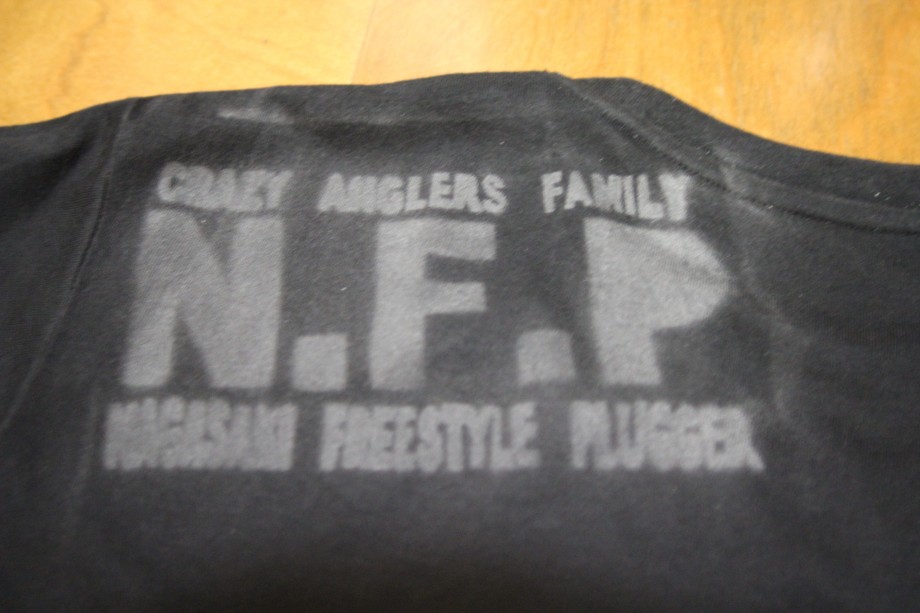 CRAZY ANGLERS FAMILY
N.F.P
NAGASAKI FREESTYLE PLUGGER